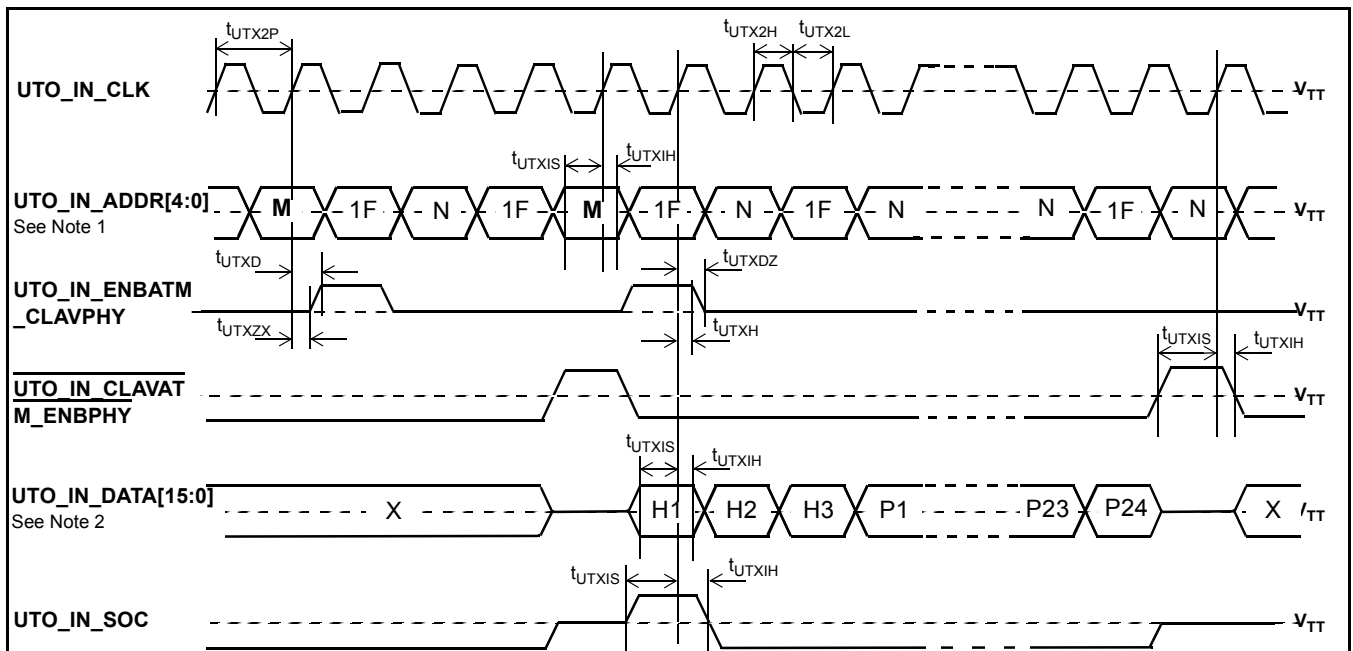 tUTX2P tUTX2H tUTX2L
UTO_IN_CLK VTT
tUTXIS tUTXIH
UTO_IN_ADDR[4:0] M 1F N 1F M 1F N 1F N N 1F N VTT
See Note 1
tUTXD tUTXDZ
UTO_IN_ENBATM
_CLAVPHY VTT
tUTXZX tUTXH tUTXIS tUTXIH
UTO_IN_CLAVAT
M_ENBPHY VTT
tUTXIS tUTXIH
UTO_IN_DATA[15:0] X H1 H2 H3 P1 P23 P24 X VTT
See Note 2
tUTXIS tUTXIH
UTO_IN_SOC VTT